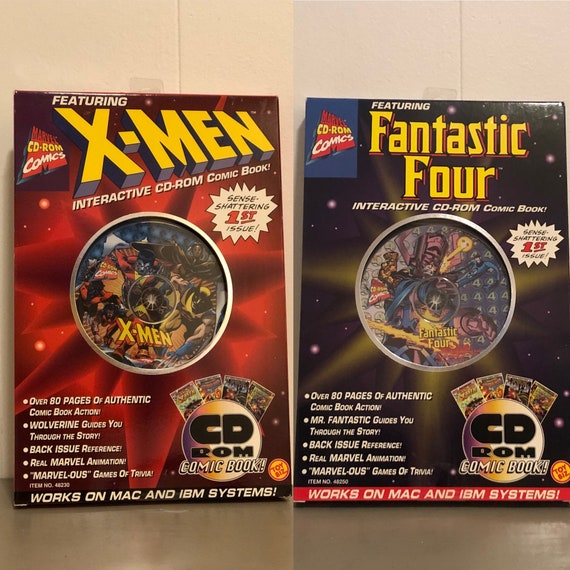 FEATURING
X-MEN
INTERACTIVE CD-ROM COMIC BOOK!
MARVEL
CD-ROM
COMICS
SENSE-
SHATTERING
1ST
ISSUE!
X-MEN
•OVER 80 PAGES OF AUTHENTIC
COMIC BOOK ACTION!
•WOLVERINE GUIDES YOU
THROUGH THE STORY!
•BACK ISSUE REFERENCE!
•REAL MARVEL ANIMATION!
•"MARVEL-OUS" GAMES OF TRIVIA!
ITEM NO. 48230
CD
ROM
COMIC BOOK!
TOY BIZ
WORKS ON MAC AND IBM SYSTEMS!
FEATURING
Fantastic
Four
INTERACTIVE CD-ROM COMIC BOOK!
MARVEL
CD-ROM
COMICS
SENSE-
SHATTERING
1ST
ISSUE!
Fantastic
Four
•OVER 80 PAGES OF AUTHENTIC
COMIC BOOK ACTION!
•MR. FANTASTIC GUIDES YOU
THROUGH THE STORY!
•BACK ISSUE REFERENCE!
•REAL MARVEL ANIMATION!
•"MARVEL-OUS" GAMES OF TRIVIA!
ITEM NO. 48250
CD
ROM
COMIC BOOK!
TOY BIZ
WORKS ON MAC AND IBM SYSTEMS!